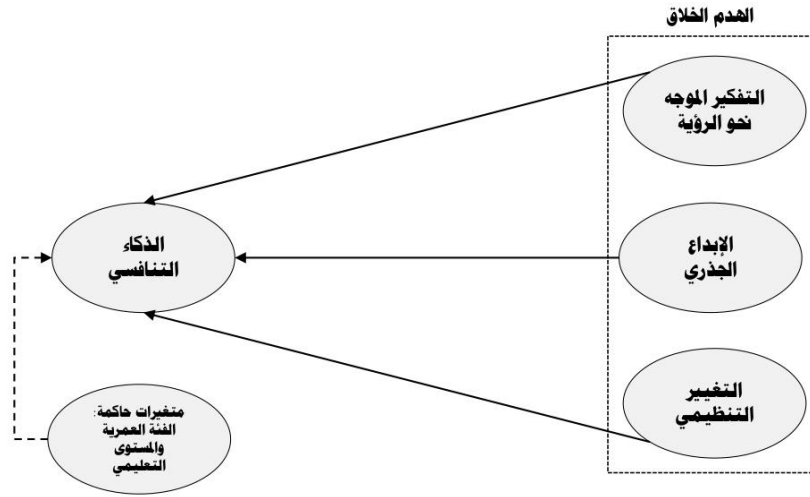 الهدم الخلاق
التفكير الموجه
نحو الرؤية
الإبداع
الجذري
الذكاء
التنافسي
التغيير
التنظيمي
متغيرات حاكمة:
الفئة العمرية
والمستوى
التعليمي